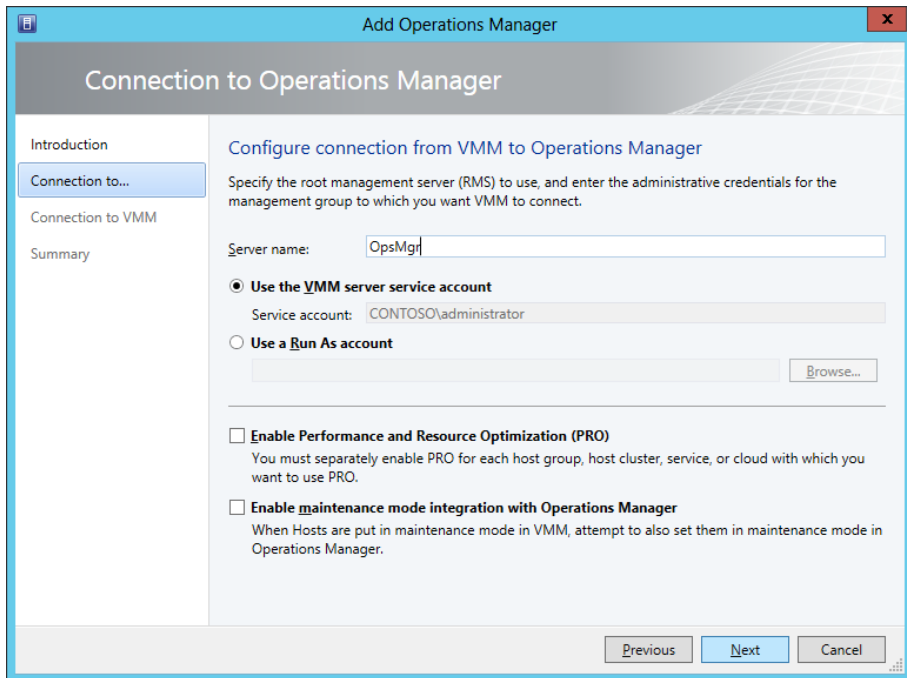 Add Operations Manager
x
Connection to Operations Manager
Introduction
Connection to...
Connection to VMM
Summary
Configure connection from VMM to Operations Manager
Specify the root management server (RMS) to use, and enter the administrative credentials for the
management group to which you want VMM to connect.
Server name: OpsMgr
Use the VMM server service account
Service account: CONTOSO\administrator
Use a Run As account
Browse...
Enable Performance and Resource Optimization (PRO)
You must separately enable PRO for each host group, host cluster, service, or cloud with which you
want to use PRO.
Enable maintenance mode integration with Operations Manager
When Hosts are put in maintenance mode in VMM, attempt to also set them in maintenance mode in
Operations Manager.
Previous Next Cancel